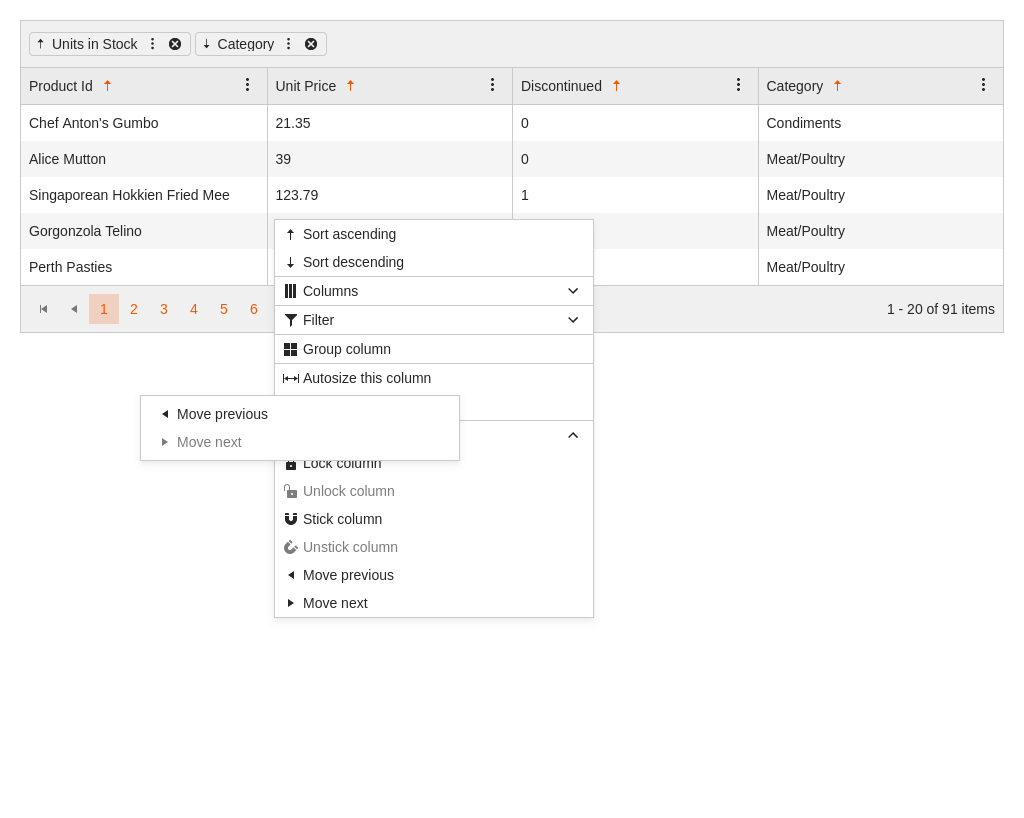 Units in Stock Category
Product Id Unit Price Discontinued Category
Chef Anton's Gumbo 21.35 0 Condiments
Alice Mutton 39 0 Meat/Poultry
Singaporean Hokkien Fried Mee 123.79 1 Meat/Poultry
Gorgonzola Telino Meat/Poultry
Perth Pasties Meat/Poultry
1 2 3 4 5 6 1 - 20 of 91 items
Sort ascending
Sort descending
Columns
Filter
Group column
Autosize this column
Move previous
Move next
Lock column
Unlock column
Stick column
Unstick column
Move previous
Move next